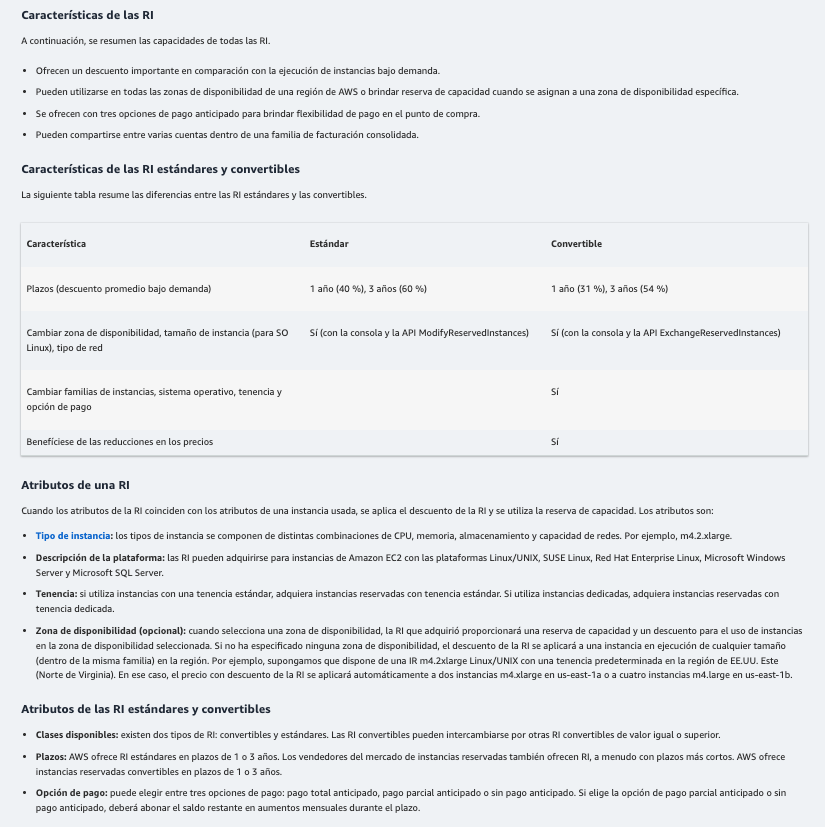 Características de las RI
A continuación, se resumen las capacidades de todas las RI.
• Ofrecen un descuento importante en comparación con la ejecución de instancias bajo demanda.
• Pueden utilizarse en todas las zonas de disponibilidad de una región de AWS o brindar reserva de capacidad cuando se asignan a una zona de disponibilidad específica.
• Se ofrecen con tres opciones de pago anticipado para brindar flexibilidad de pago en el punto de compra.
• Pueden compartirse entre varias cuentas dentro de una familia de facturación consolidada.
Características de las RI estándares y convertibles
La siguiente tabla resume las diferencias entre las RI estándares y las convertibles.
Característica Estándar Convertible
Plazos (descuento promedio bajo demanda) 1 año (40 %), 3 años (60 %) 1 año (31 %), 3 años (54 %)
Cambiar zona de disponibilidad, tamaño de instancia (para SO Sí (con la consola y la API ModifyReservedInstances) Sí (con la consola y la API ExchangeReservedInstances)
Linux), tipo de red
Cambiar familias de instancias, sistema operativo, tenencia y Sí
opción de pago
Benefíciese de las reducciones en los precios Sí
Atributos de una RI
Cuando los atributos de la RI coinciden con los atributos de una instancia usada, se aplica el descuento de la RI y se utiliza la reserva de capacidad. Los atributos son:
• Tipo de instancia: los tipos de instancia se componen de distintas combinaciones de CPU, memoria, almacenamiento y capacidad de redes. Por ejemplo, m4.2.xlarge.
• Descripción de la plataforma: las RI pueden adquirirse para instancias de Amazon EC2 con las plataformas Linux/UNIX, SUSE Linux, Red Hat Enterprise Linux, Microsoft Windows
Server y Microsoft SQL Server.
• Tenencia: si utiliza instancias con una tenencia estándar, adquiera instancias reservadas con tenencia estándar. Si utiliza instancias dedicadas, adquiera instancias reservadas con
tenencia dedicada.
• Zona de disponibilidad (opcional): cuando selecciona una zona de disponibilidad, la RI que adquirió proporcionará una reserva de capacidad y un descuento para el uso de instancias
en la zona de disponibilidad seleccionada. Si no ha especificado ninguna zona de disponibilidad, el descuento de la RI se aplicará a una instancia en ejecución de cualquier tamaño
(dentro de la misma familia) en la región. Por ejemplo, supongamos que dispone de una IR m4.2xlarge Linux/UNIX con una tenencia predeterminada en la región de EE.UU. Este
(Norte de Virginia). En ese caso, el precio con descuento de la RI se aplicará automáticamente a dos instancias m4.xlarge en us-east-1a o a cuatro instancias m4.large en us-east-1b.
Atributos de las RI estándares y convertibles
• Clases disponibles: existen dos tipos de RI: convertibles y estándares. Las RI convertibles pueden intercambiarse por otras RI convertibles de valor igual o superior.
• Plazos: AWS ofrece RI estándares en plazos de 1 o 3 años. Los vendedores del mercado de instancias reservadas también ofrecen RI, a menudo con plazos más cortos. AWS ofrece
instancias reservadas convertibles en plazos de 1 o 3 años.
• Opción de pago: puede elegir entre tres opciones de pago: pago total anticipado, pago parcial anticipado o sin pago anticipado. Si elige la opción de pago parcial anticipado o sin
pago anticipado, deberá abonar el saldo restante en aumentos mensuales durante el plazo.